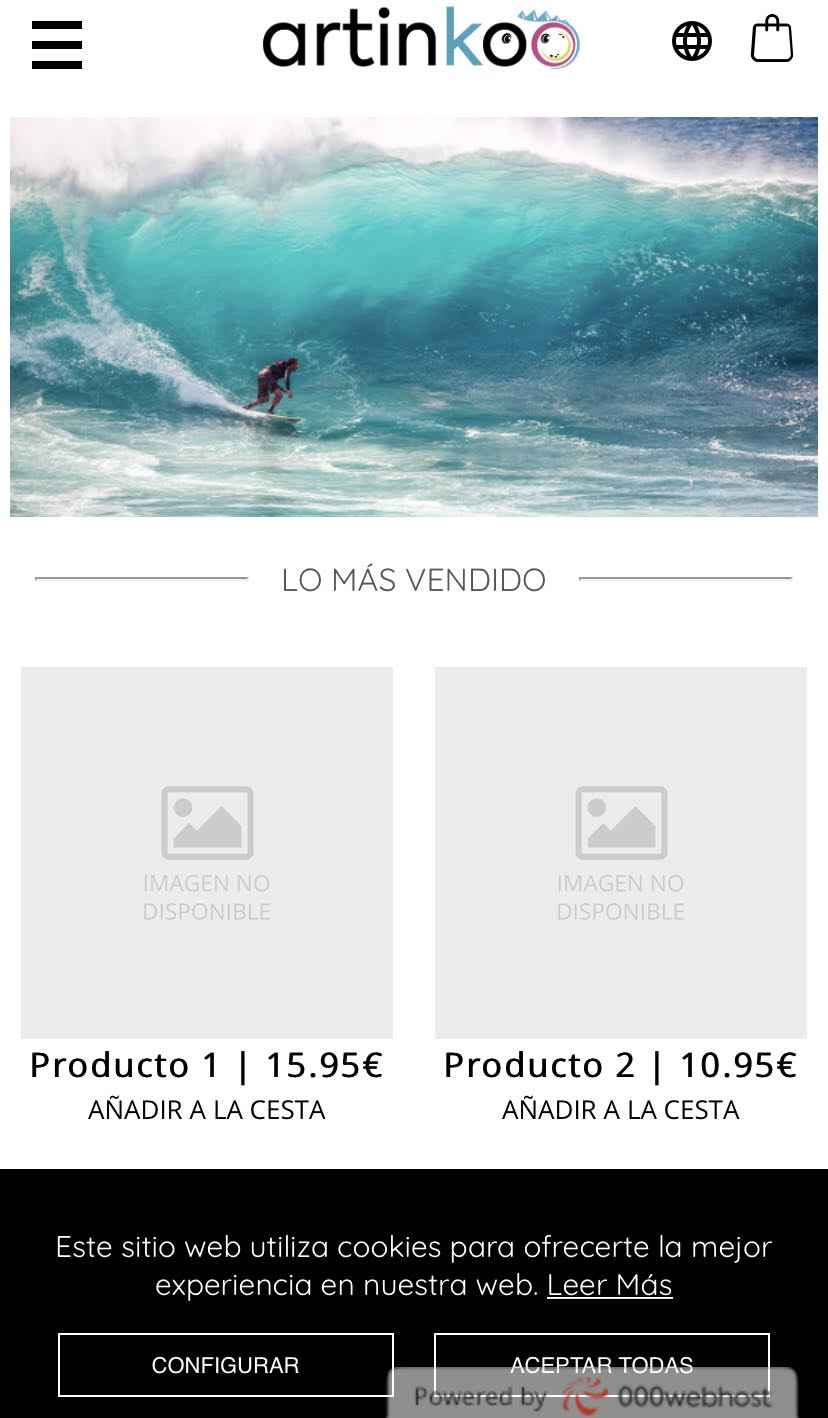 artinkoo
LO MÁS VENDIDO
IMAGEN NO
DISPONIBLE
IMAGEN NO
DISPONIBLE
Producto 1 | 15.95€
AÑADIR A LA CESTA
Producto 2 | 10.95€
AÑADIR A LA CESTA
Este sitio web utiliza cookies para ofrecerte la mejor
experiencia en nuestra web. Leer Más
CONFIGURAR
ACEPTAR TODAS
Powered by 000webhost